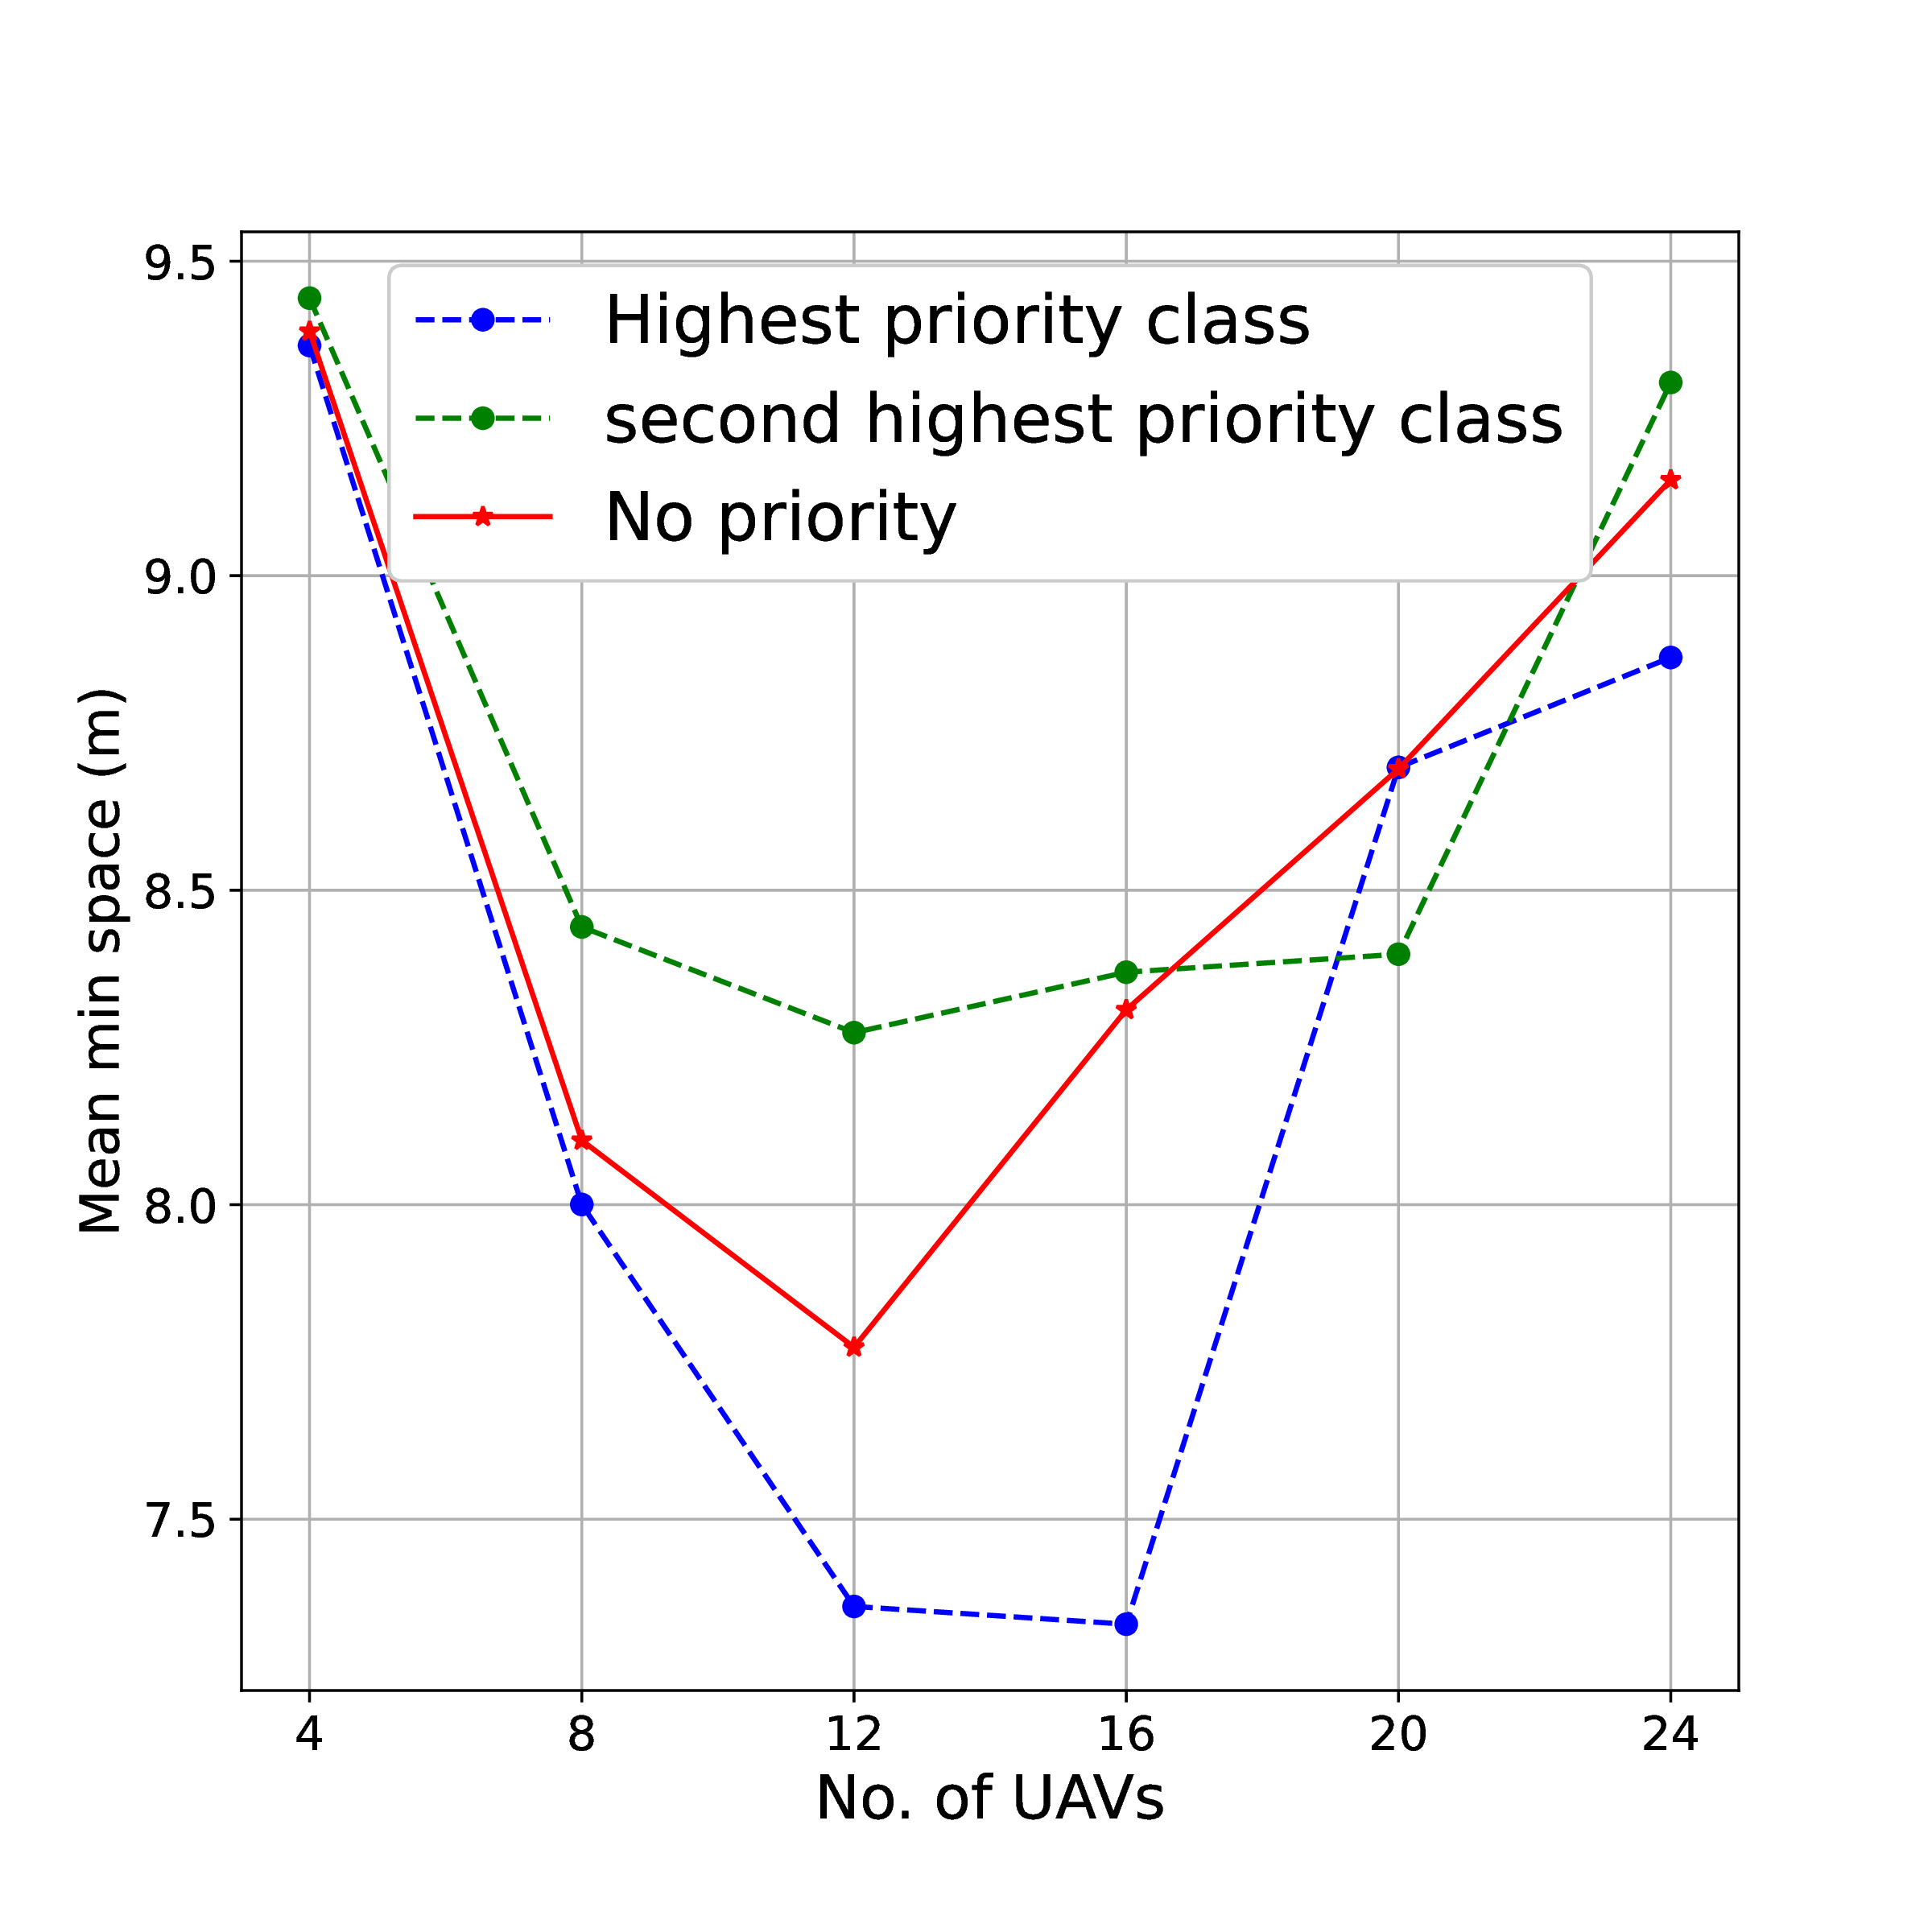 9.5
9.0
8.5
8.0
7.5
Mean min space (m)
Highest priority class
second highest priority class
No priority
4 8 12 16 20 24
No. of UAVs